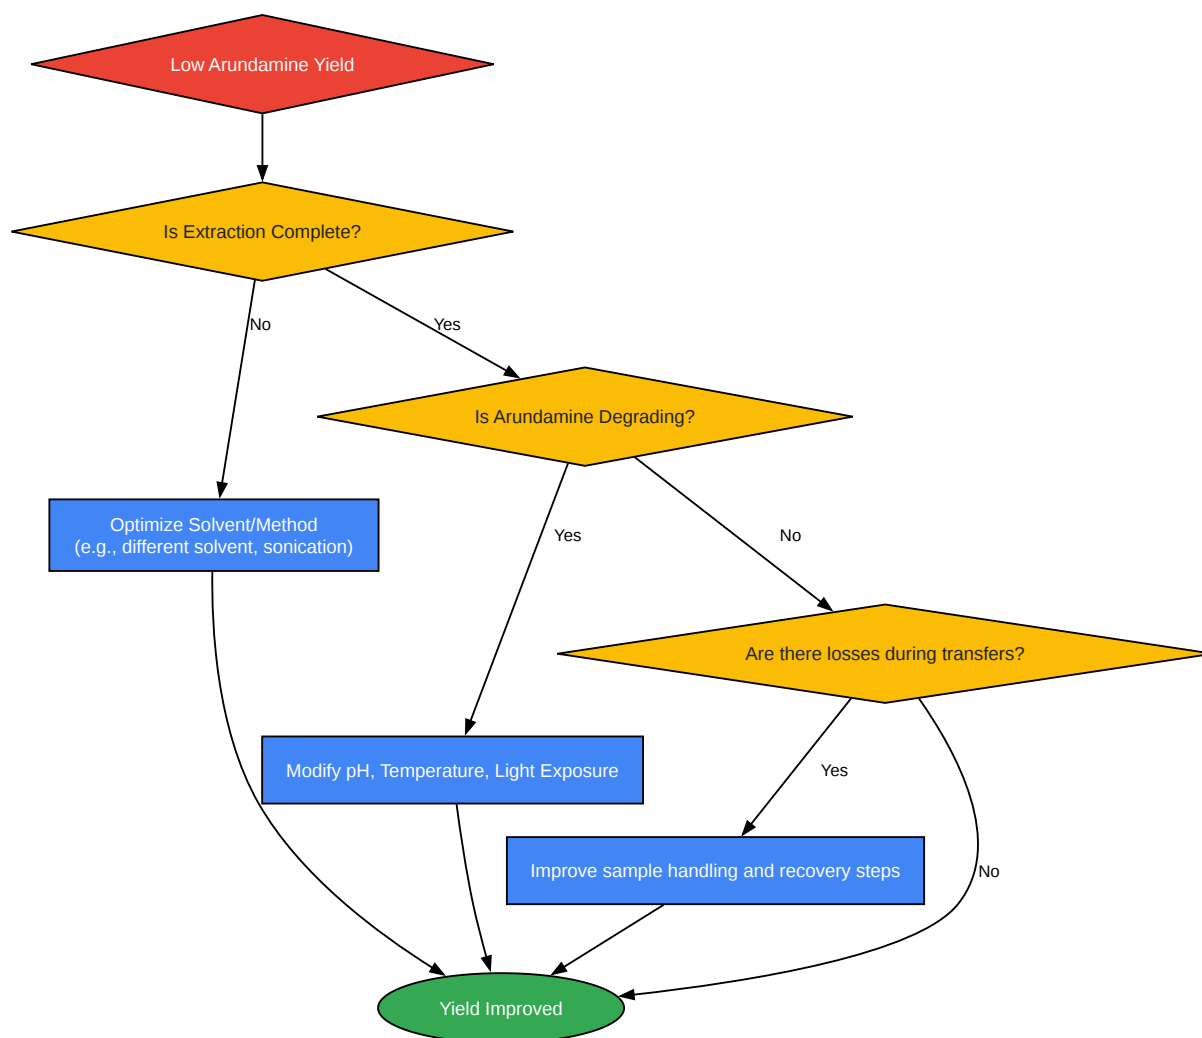 Low Arundamine Yield
Is Extraction Complete?
No
Yes
Is Arundamine Degrading?
Optimize Solvent/Method
(e.g., different solvent, sonication)
Yes
No
Are there losses during transfers?
Modify pH, Temperature, Light Exposure
Yes
Improve sample handling and recovery steps
No
Yield Improved